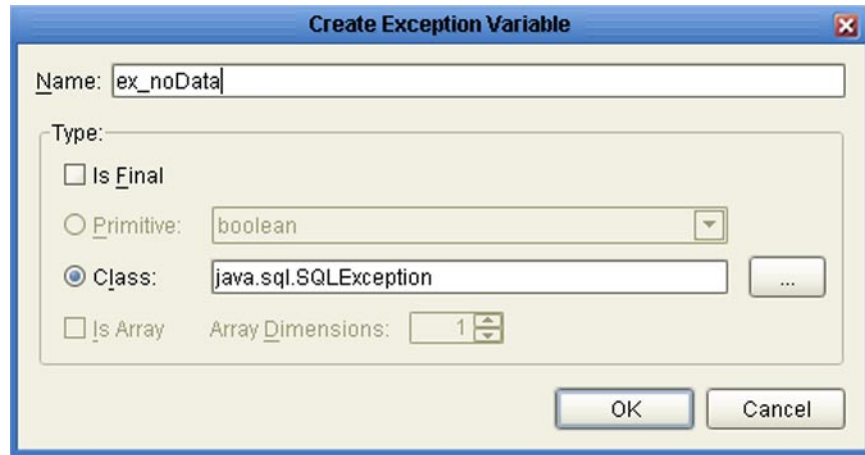 Create Exception Variable
Name: ex_noData
Type:
Is Final
Primitive: boolean
Class: java.sql.SQLException ...
Is Array Array Dimensions: 1
OK Cancel